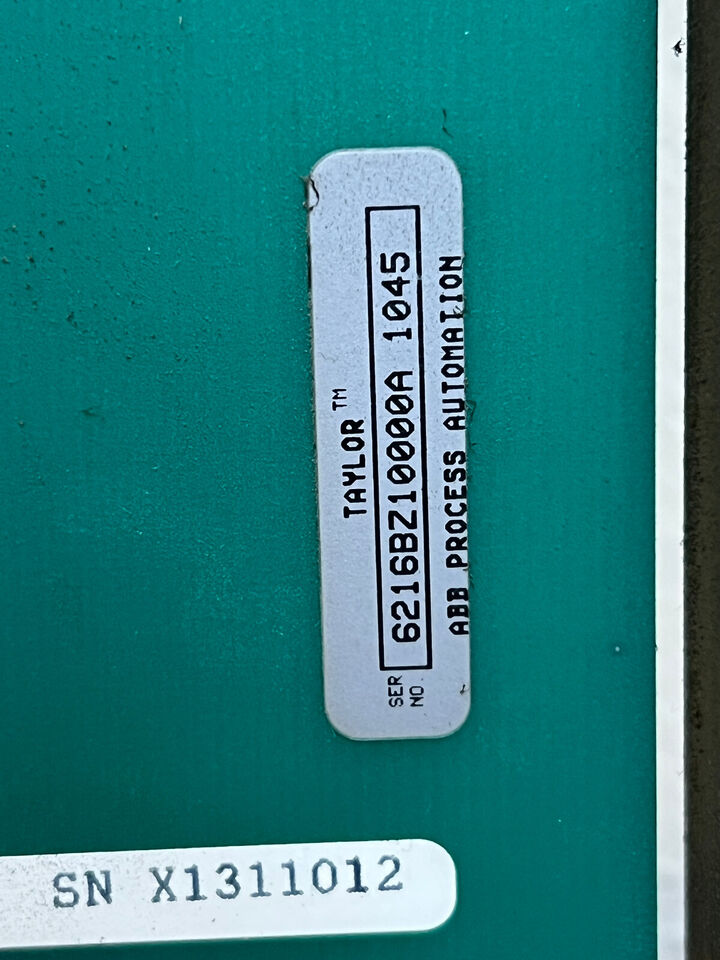 TAYLOR™
SER NO. 6216BZ10000A 1045
ABB PROCESS AUTOMATION
SN X1311012